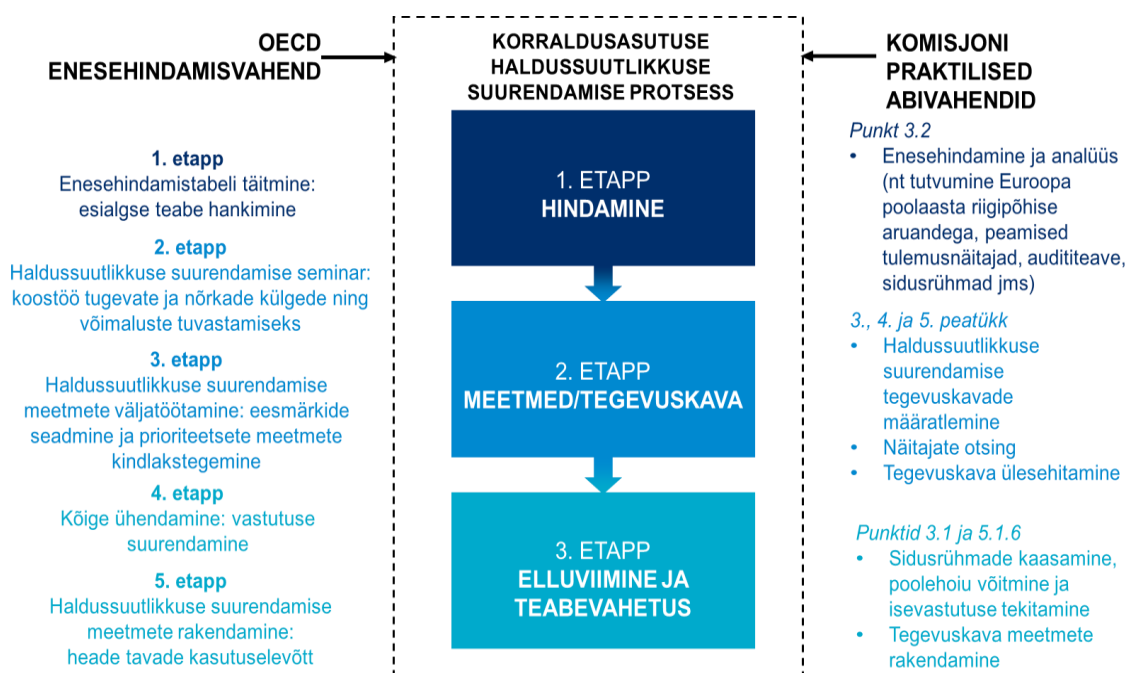 OECD
ENESEHINDAMISVAHEND
1. etapp
Enesehindamistabeli täitmine:
esialgse teabe hankimine
2. etapp
Haldussuutlikkuse suurendamise seminar:
koostöö tugevate ja nõrkade külgede ning
võimaluste tuvastamiseks
3. etapp
Haldussuutlikkuse suurendamise
meetmete väljatöötamine: eesmärkide
seadmine ja prioriteetsete meetmete
kindlakstegemine
4. etapp
Kõige ühendamine: vastutuse
suurendamine
5. etapp
Haldussuutlikkuse suurendamise
meetmete rakendamine:
heade tavade kasutuselevõtt
KORRALDUSASUTUSE
HALDUSSUUTLIKKUSE
SUURENDAMISE PROTSESS
1. ETAPP
HINDAMINE
2. ETAPP
MEETMED/TEGEVUSKAVA
3. ETAPP
ELLUVIIMINE JA
TEABEVAHETUS
KOMISJONI
PRAKTILISED
ABIVAHENDID
Punkt 3.2
• Enesehindamine ja analüüs
(nt tutvumine Euroopa
poolaasta riigipõhise
aruandega, peamised
tulemusnäitajad, audititeave,
sidusrühmad jms)
3., 4. ja 5. peatükk
• Haldussuutlikkuse
suurendamise
tegevuskavade
määratlemine
• Näitajate otsing
• Tegevuskava ülesehitamine
Punktid 3.1 ja 5.1.6
• Sidusrühmade kaasamine,
poolehoiu võitmine ja
isevastutuse tekitamine
• Tegevuskava meetmete
rakendamine